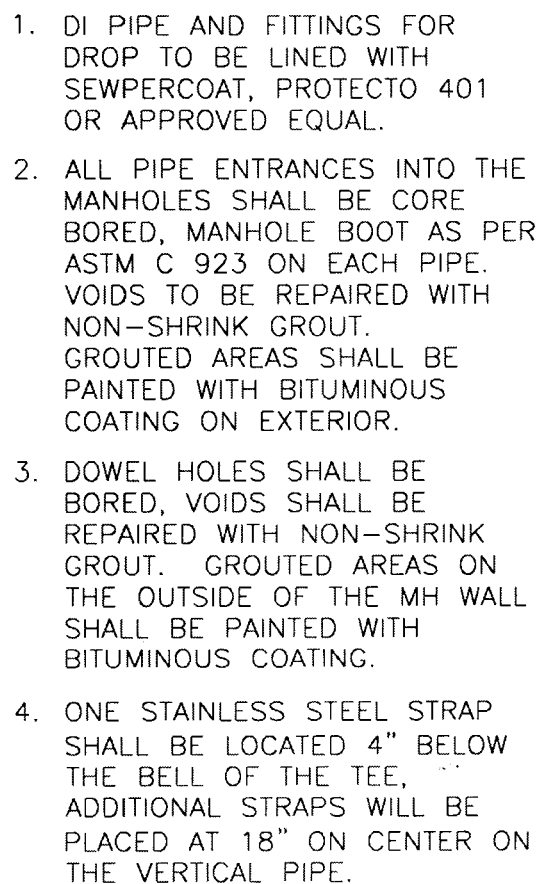 1. DI PIPE AND FITTINGS FOR
DROP TO BE LINED WITH
SEWPERCOAT, PROTECTO 401
OR APPROVED EQUAL.
2. ALL PIPE ENTRANCES INTO THE
MANHOLES SHALL BE CORE
BORED, MANHOLE BOOT AS PER
ASTM C 923 ON EACH PIPE.
VOIDS TO BE REPAIRED WITH
NON-SHRINK GROUT.
GROUTED AREAS SHALL BE
PAINTED WITH BITUMINOUS
COATING ON EXTERIOR.
3. DOWEL HOLES SHALL BE
BORED, VOIDS SHALL BE
REPAIRED WITH NON-SHRINK
GROUT. GROUTED AREAS ON
THE OUTSIDE OF THE MH WALL
SHALL BE PAINTED WITH
BITUMINOUS COATING.
4. ONE STAINLESS STEEL STRAP
SHALL BE LOCATED 4" BELOW
THE BELL OF THE TEE,
ADDITIONAL STRAPS WILL BE
PLACED AT 18" ON CENTER ON
THE VERTICAL PIPE.